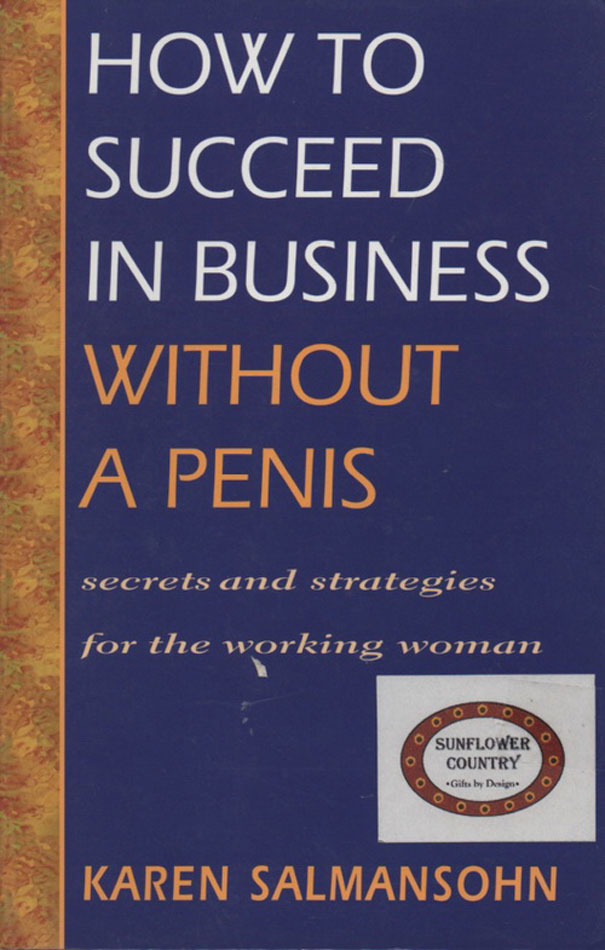 HOW TO
SUCCEED
IN BUSINESS
WITHOUT
A PENIS
secrets and strategies
for the working woman
SUNFLOWER
COUNTRY
•Gifts by Design•
KAREN SALMANSOHN